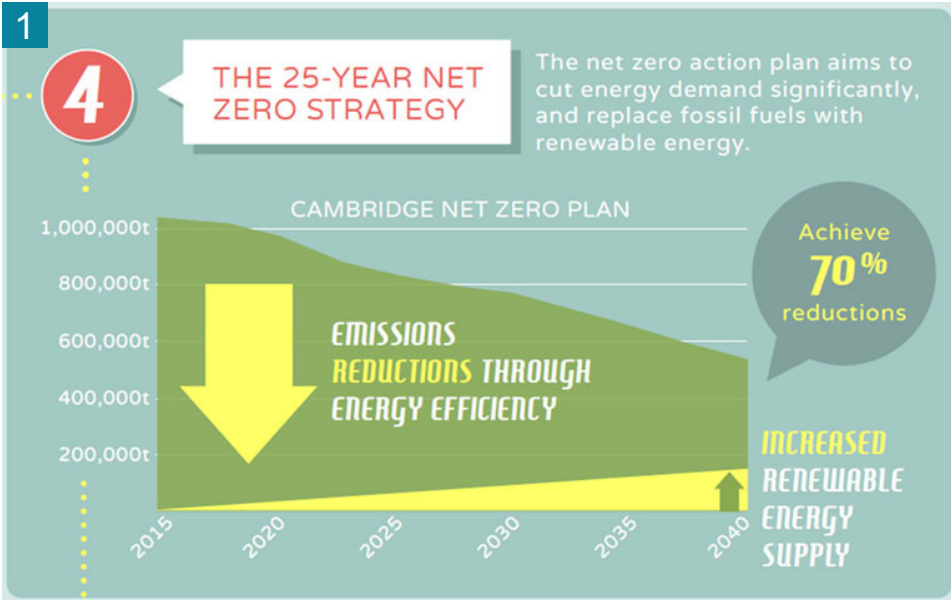 1
4
THE 25-YEAR NET
ZERO STRATEGY
The net zero action plan aims to
cut energy demand significantly,
and replace fossil fuels with
renewable energy.
CAMBRIDGE NET ZERO PLAN
1,000,000t
800,000t
600,000t
400,000t
200,000t
EMISSIONS
REDUCTIONS THROUGH
ENERGY EFFICIENCY
Achieve
70%
reductions
INCREASED
RENEWABLE
ENERGY
SUPPLY
2015
2020
2025
2030
2035
2040